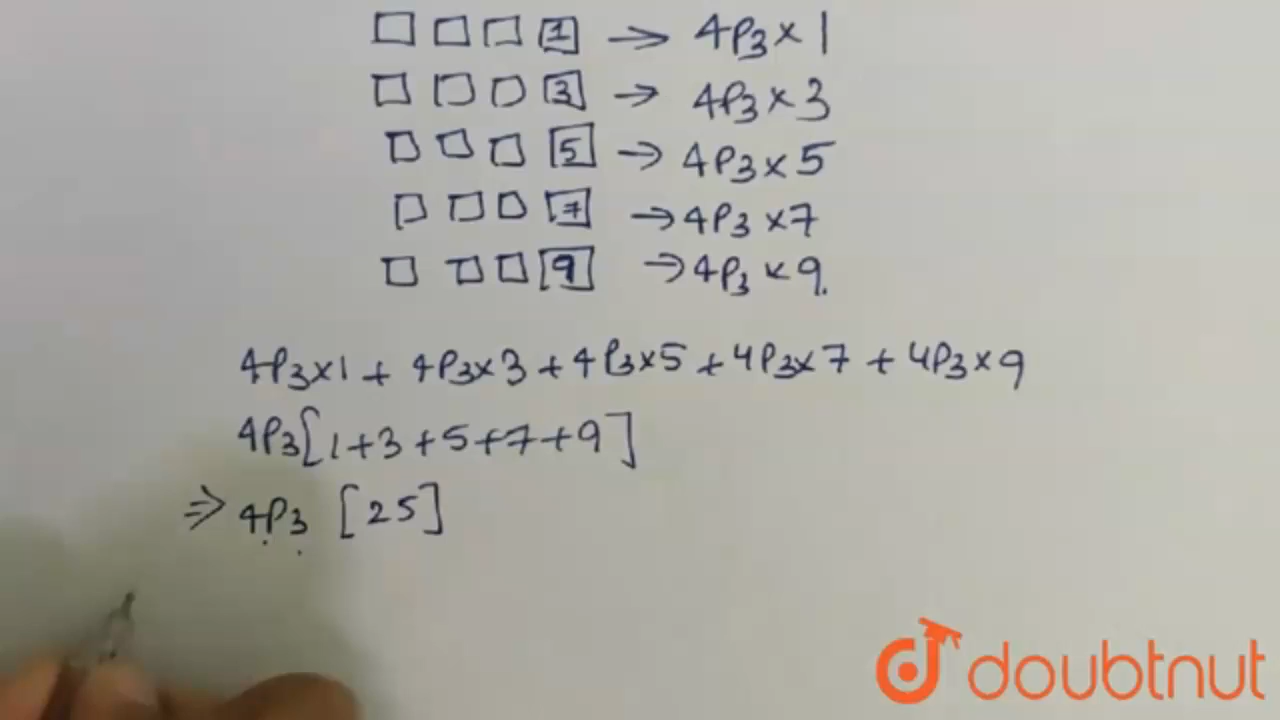 □ □ □ 1 → 4P3 × 1
□ □ □ 3 → 4P3 × 3
□ □ □ 5 → 4P3 × 5
□ □ □ 7 → 4P3 × 7
□ □ □ 9 → 4P3 × 9.
4P3×1 + 4P3×3 + 4P3×5 + 4P3×7 + 4P3×9
4P3[1+3+5+7+9]
⇒ 4P3 [25]
doubtnut